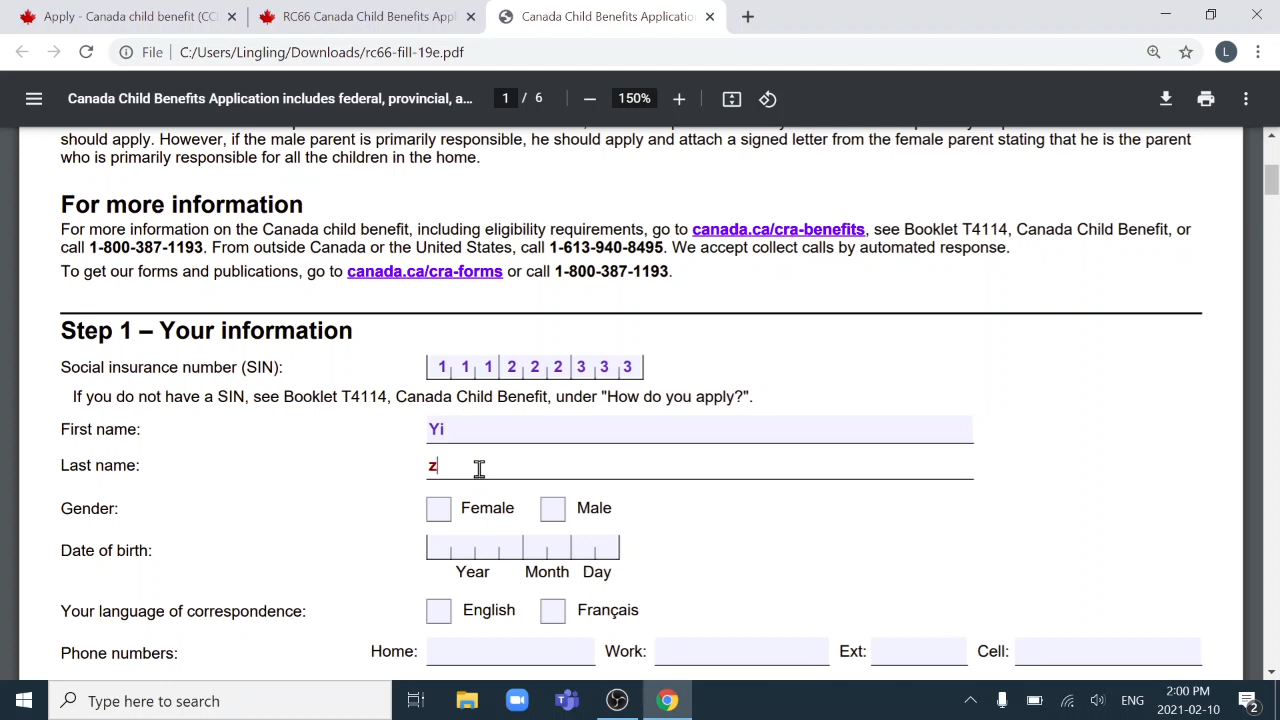 Apply - Canada child benefit (CC
RC66 Canada Child Benefits Appl
Canada Child Benefits Application
File
C:/Users/Lingling/Downloads/rc66-fill-19e.pdf
L
Canada Child Benefits Application includes federal, provincial, a...
1 / 6
150%
should apply. However, if the male parent is primarily responsible, he should apply and attach a signed letter from the female parent stating that he is the parent
who is primarily responsible for all the children in the home.
For more information
For more information on the Canada child benefit, including eligibility requirements, go to canada.ca/cra-benefits, see Booklet T4114, Canada Child Benefit, or
call 1-800-387-1193. From outside Canada or the United States, call 1-613-940-8495. We accept collect calls by automated response.
To get our forms and publications, go to canada.ca/cra-forms or call 1-800-387-1193.
Step 1 – Your information
Social insurance number (SIN): 1 1 1 2 2 2 3 3 3
If you do not have a SIN, see Booklet T4114, Canada Child Benefit, under "How do you apply?".
First name: Yi
Last name: z
Gender: Female Male
Date of birth:
Year Month Day
Your language of correspondence: English Français
Phone numbers: Home: Work: Ext: Cell:
Type here to search
ENG
2:00 PM
2021-02-10
2